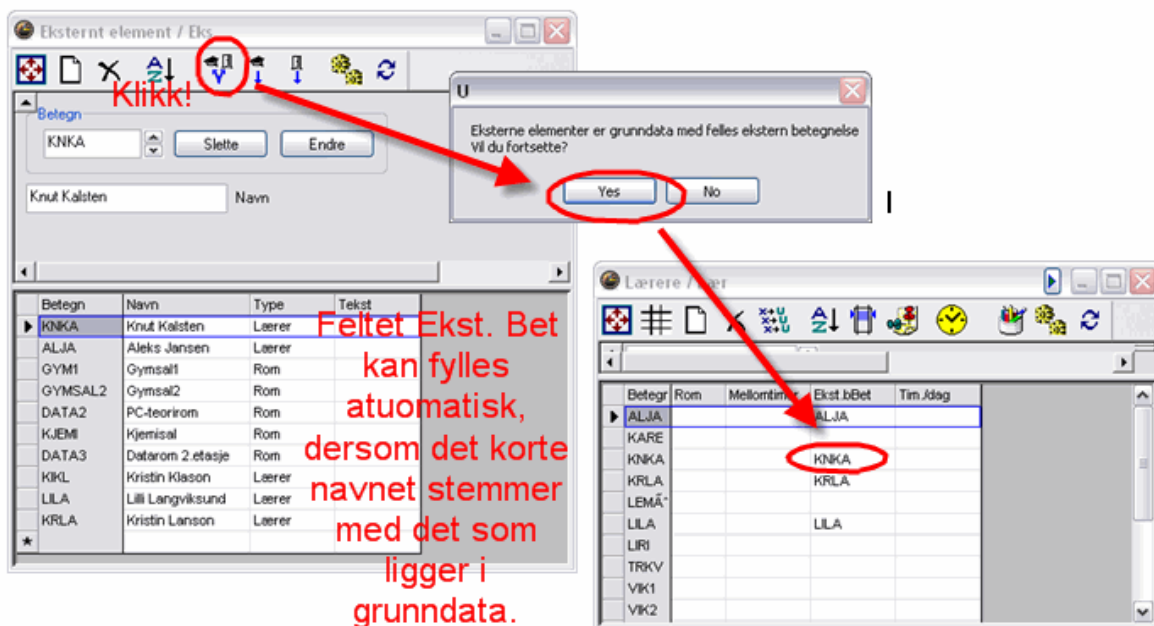 Eksternt element / Eks
Klikk!
Betegn
KNKA
Slette
Endre
Knut Kalsten
Navn
U
Eksterne elementer er grunndata med felles ekstern betegnelse
Vil du fortsette?
Yes
No
I
Betegn Navn Type Tekst
KNKA Knut Kalsten Lærer
ALJA Aleks Jansen Lærer
GYM1 Gymsal1 Rom
GYMSAL2 Gymsal2 Rom
DATA2 PC-teorirom Rom
KJEMI Kjemisal Rom
DATA3 Datarom 2.etasje Rom
KIKL Kristin Klason Lærer
LILA Lilli Langviksund Lærer
KRLA Kristin Lanson Lærer
Feltet Ekst. Bet
kan fylles
atuomatisk,
dersom det korte
navnet stemmer
med det som
ligger i
grunndata.
Lærere /
Betegr Rom Mellomtimer Ekst.bBet Tim./dag
ALJA ALJA
KARE
KNKA KNKA
KRLA KRLA
LILA LILA
LIRI
TRKV
VIK1
VIK2